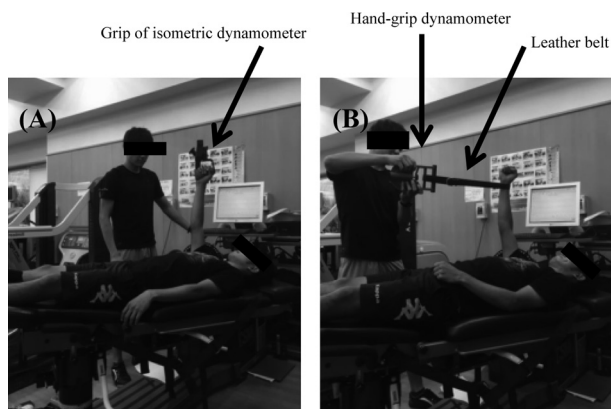 Hand-grip dynamometer
Grip of isometric dynamometer
Leather belt
(A)
(B)